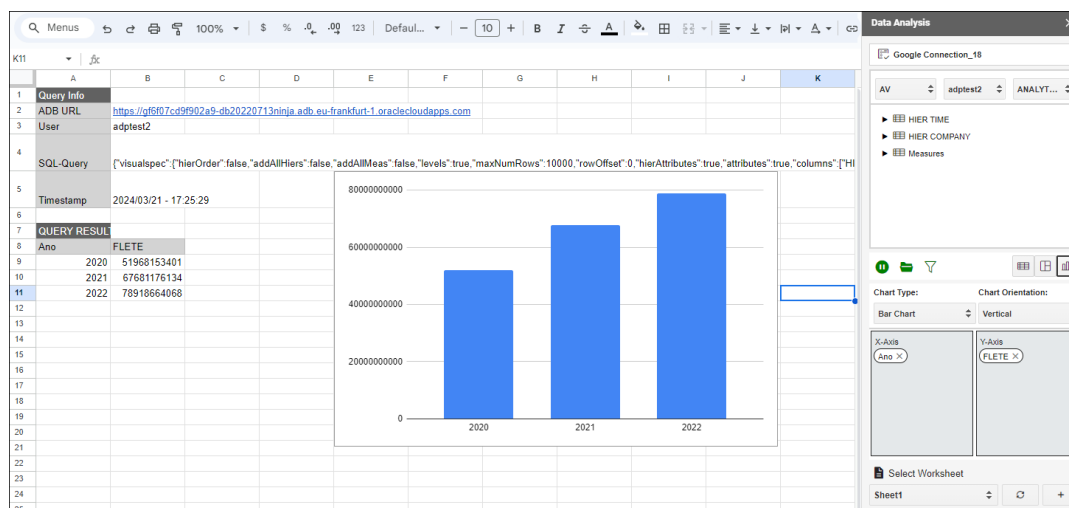 Menus 100% $ % .0 .00 123 Defaul... 10 B I A
K11 fx
A B C D E F G H I J K
1 Query Info
2 ADB URL https://gf6f07cd9f902a9-db20220713ninja.adb.eu-frankfurt-1.oraclecloudapps.com
3 User adptest2
4 SQL-Query {"visualspec":{"hierOrder":false,"addAllHiers":false,"addAllMeas":false,"levels":true,"maxNumRows":10000,"rowOffset":0,"hierAttributes":true,"attributes":true,"columns":["HI
5 Timestamp 2024/03/21 - 17:25:29
6
7 QUERY RESUL
8 Ano FLETE
9 2020 51968153401
10 2021 67681176134
11 2022 78918664068
12
13
14
15
16
17
18
19
20
21
22
23
24
80000000000
60000000000
40000000000
20000000000
0
2020 2021 2022
Data Analysis
Google Connection_18
AV adptest2 ANALYT...
HIER TIME
HIER COMPANY
Measures
Chart Type: Chart Orientation:
Bar Chart Vertical
X-Axis Y-Axis
Ano FLETE
Select Worksheet
Sheet1